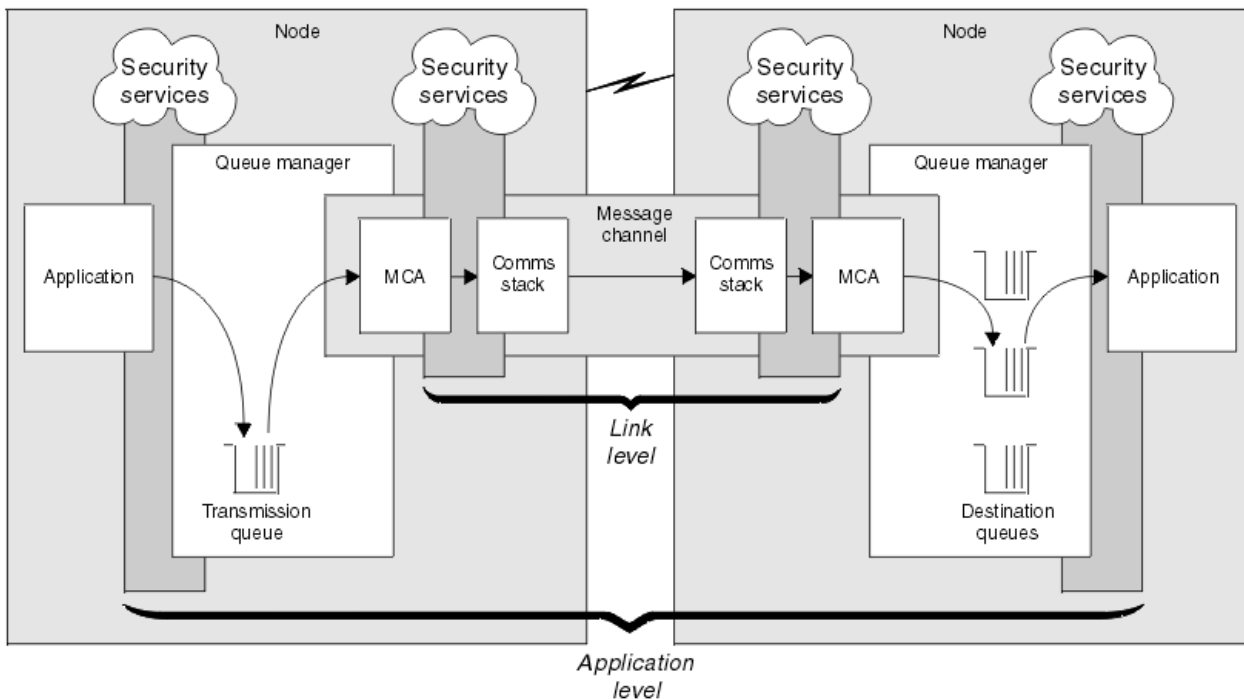 Node
Node
Security
services
Security
services
Security
services
Security
services
Queue manager
Queue manager
Message
channel
Application
MCA
Comms
stack
Comms
stack
MCA
Application
Link
level
Transmission
queue
Destination
queues
Application
level